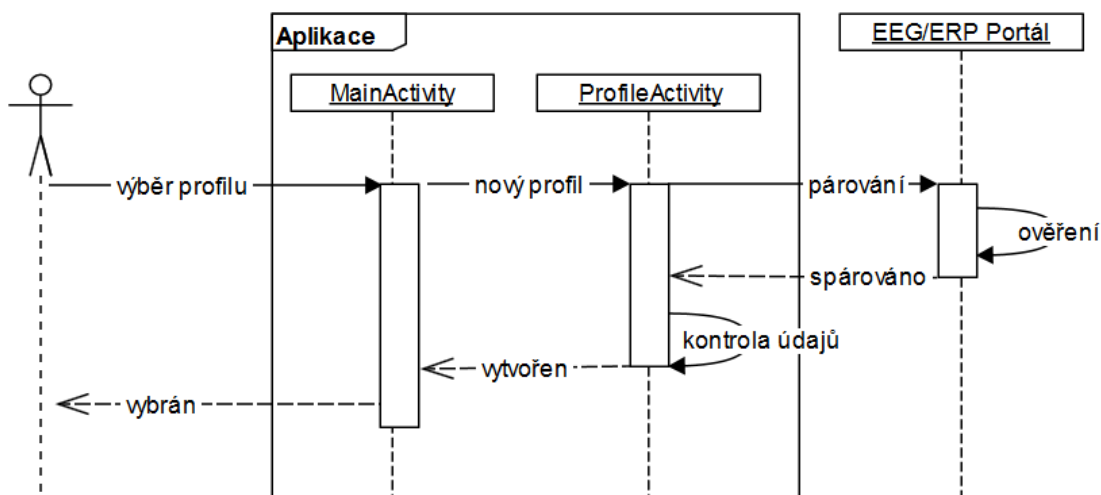 EEG/ERP Portál
Aplikace
MainActivity
ProfileActivity
výběr profilu
nový profil
párování
ověření
spárováno
kontrola údajů
vytvořen
vybrán